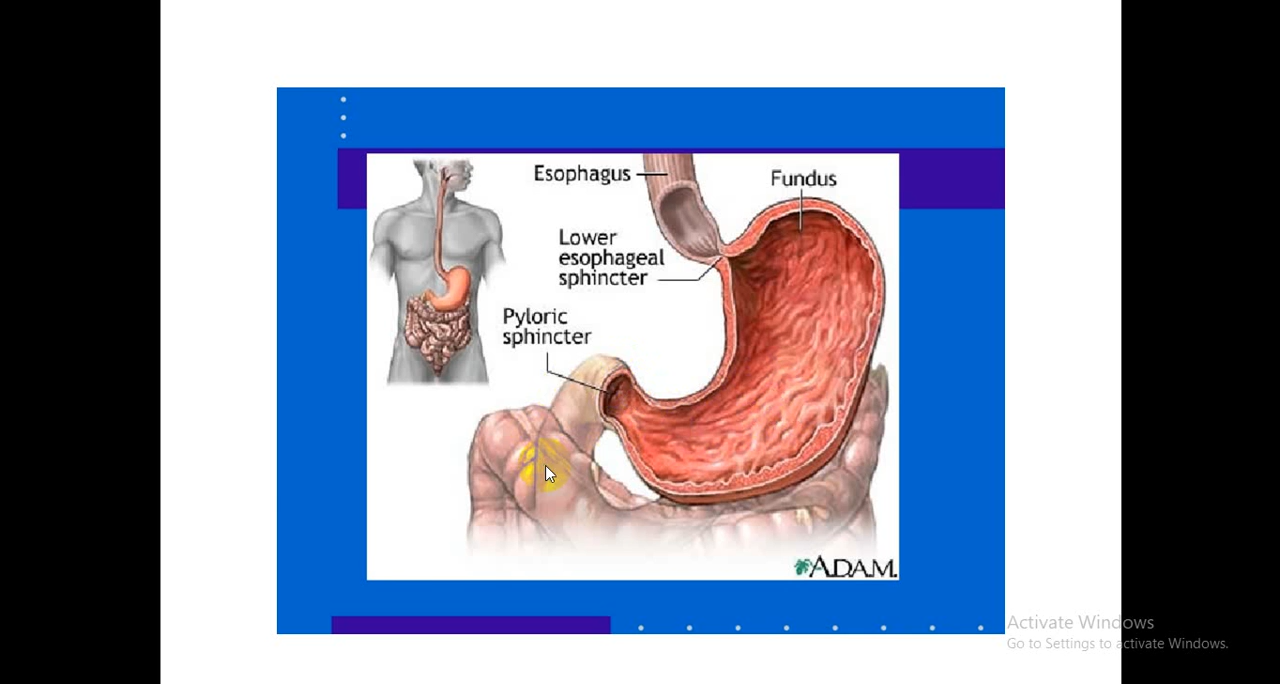 Esophagus
Fundus
Lower
esophageal
sphincter
Pyloric
sphincter
ADAM.
Activate Windows
Go to Settings to activate Windows.